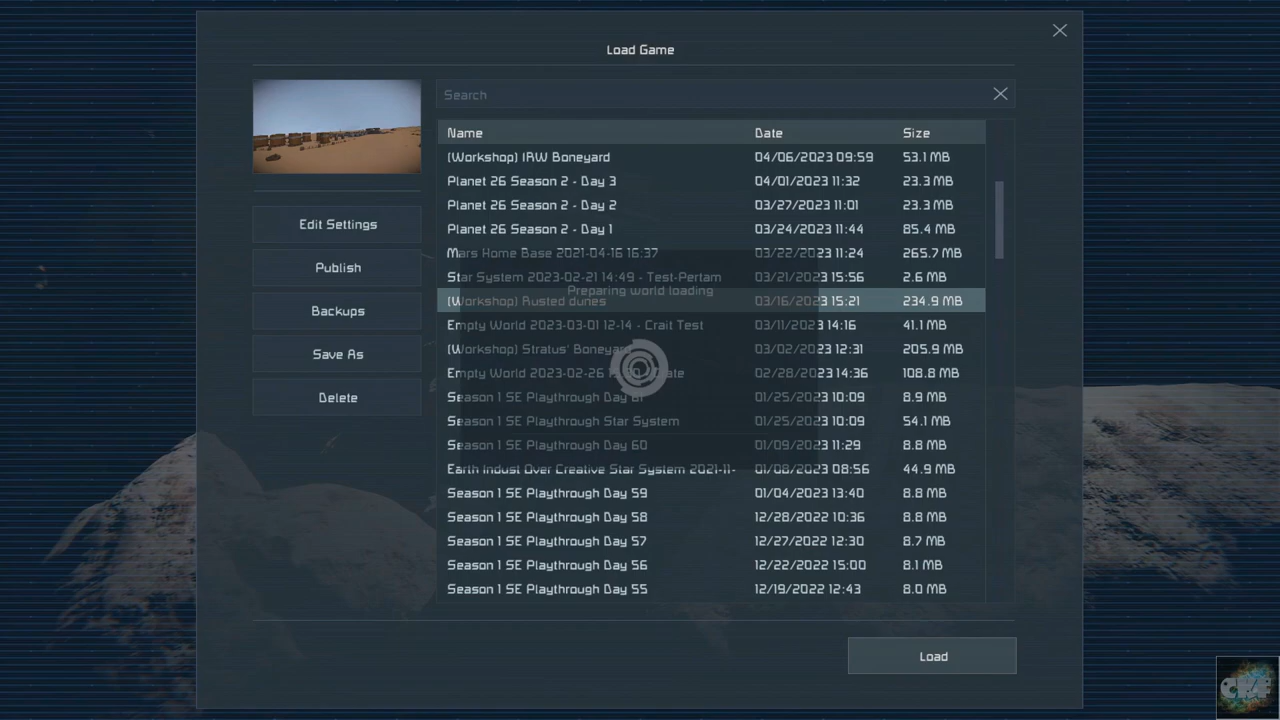 Load Game
Search
Name Date Size
(Workshop) IRW Boneyard 04/06/2023 09:59 53.1 MB
Planet 26 Season 2 - Day 3 04/01/2023 11:32 23.3 MB
Edit Settings
Planet 26 Season 2 - Day 2 03/27/2023 11:01 23.3 MB
Planet 26 Season 2 - Day 1 03/24/2023 11:44 85.4 MB
Publish
Mars Home Base 2021-04-16 16:37 03/22/2023 11:24 265.7 MB
Star System 2023-02-21 14:49 - Test-Pertam 03/21/2023 15:56 2.6 MB
Preparing world loading
Backups
(Workshop) Rusted dunes 03/16/2023 15:21 234.9 MB
Empty World 2023-03-01 12-14 - Crait Test 03/11/2023 14:16 41.1 MB
Save As
(Workshop) Stratus' Boneyard 03/02/2023 12:31 205.9 MB
Empty World 2023-02-26 02/28/2023 14:36 108.8 MB
Delete
Season 1 SE Playthrough Day 61 01/25/2023 10:09 8.9 MB
Season 1 SE Playthrough Star System 01/25/2023 10:09 54.1 MB
Season 1 SE Playthrough Day 60 01/09/2023 11:29 8.8 MB
Earth Indust Over Creative Star System 2021-11- 01/08/2023 08:56 44.9 MB
Season 1 SE Playthrough Day 59 01/04/2023 13:40 8.8 MB
Season 1 SE Playthrough Day 58 12/28/2022 10:36 8.8 MB
Season 1 SE Playthrough Day 57 12/27/2022 12:30 8.7 MB
Season 1 SE Playthrough Day 56 12/22/2022 15:00 8.1 MB
Season 1 SE Playthrough Day 55 12/19/2022 12:43 8.0 MB
Load